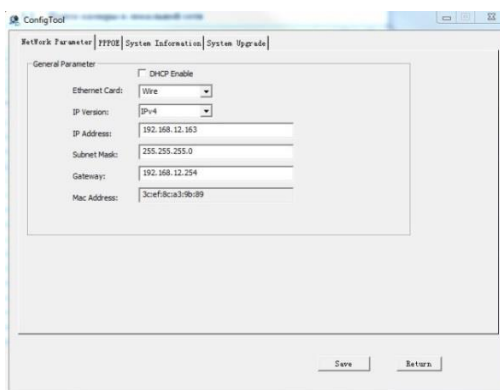 ConfigTool
NetWork Parameter PPPOE System Information System Upgrade
General Parameter
DHCP Enable
Ethernet Card: Wire
IP Version: IPv4
IP Address: 192.168.12.163
Subnet Mask: 255.255.255.0
Gateway: 192.168.12.254
Mac Address: 3c:ef:8c:a3:9b:89
Save Return